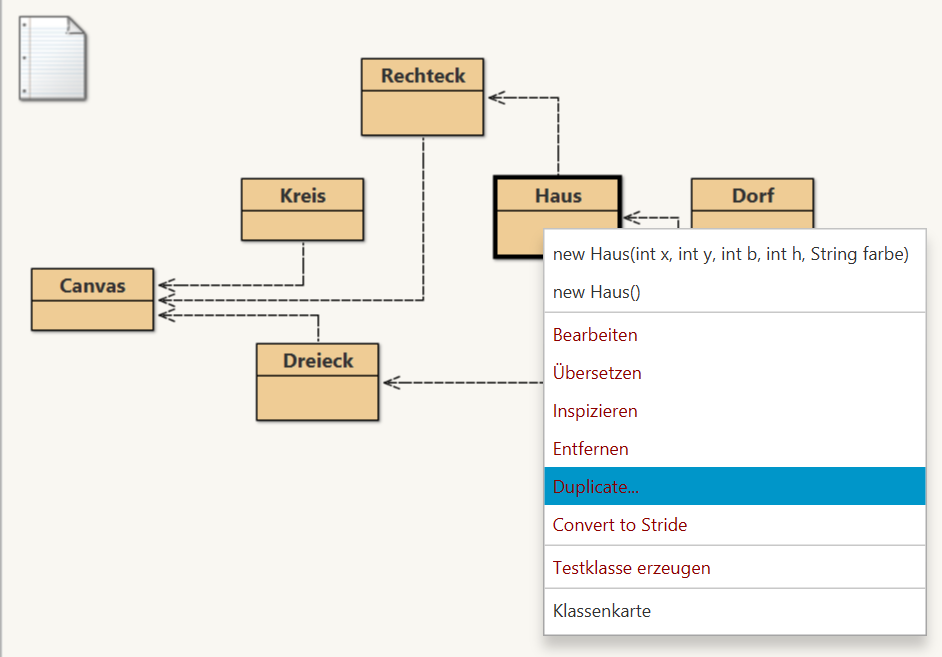 Rechteck
Kreis
Haus
Dorf
Canvas
Dreieck
new Haus(int x, int y, int b, int h, String farbe)
new Haus()
Bearbeiten
Übersetzen
Inspizieren
Entfernen
Duplicate...
Convert to Stride
Testklasse erzeugen
Klassenkarte